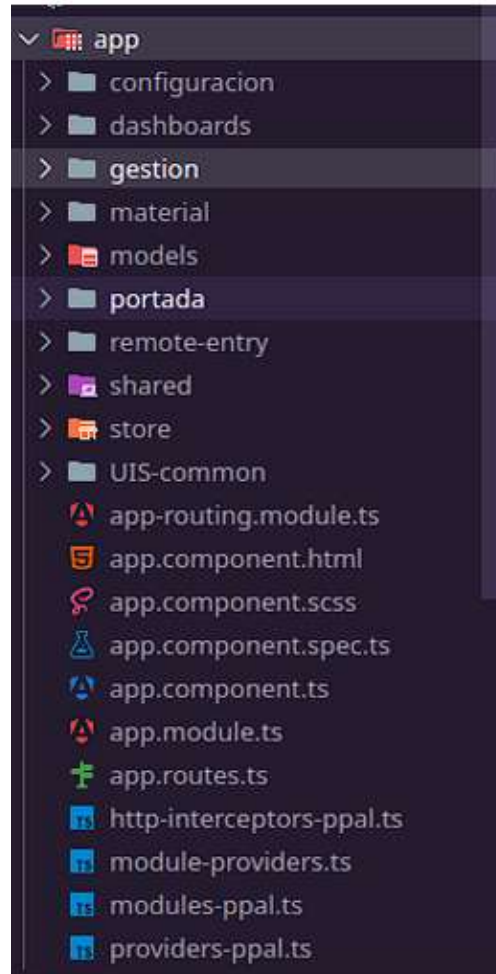 app
configuracion
dashboards
gestion
material
models
portada
remote-entry
shared
store
UIS-common
app-routing.module.ts
app.component.html
app.component.scss
app.component.spec.ts
app.component.ts
app.module.ts
app.routes.ts
http-interceptors-ppal.ts
module-providers.ts
modules-ppal.ts
providers-ppal.ts